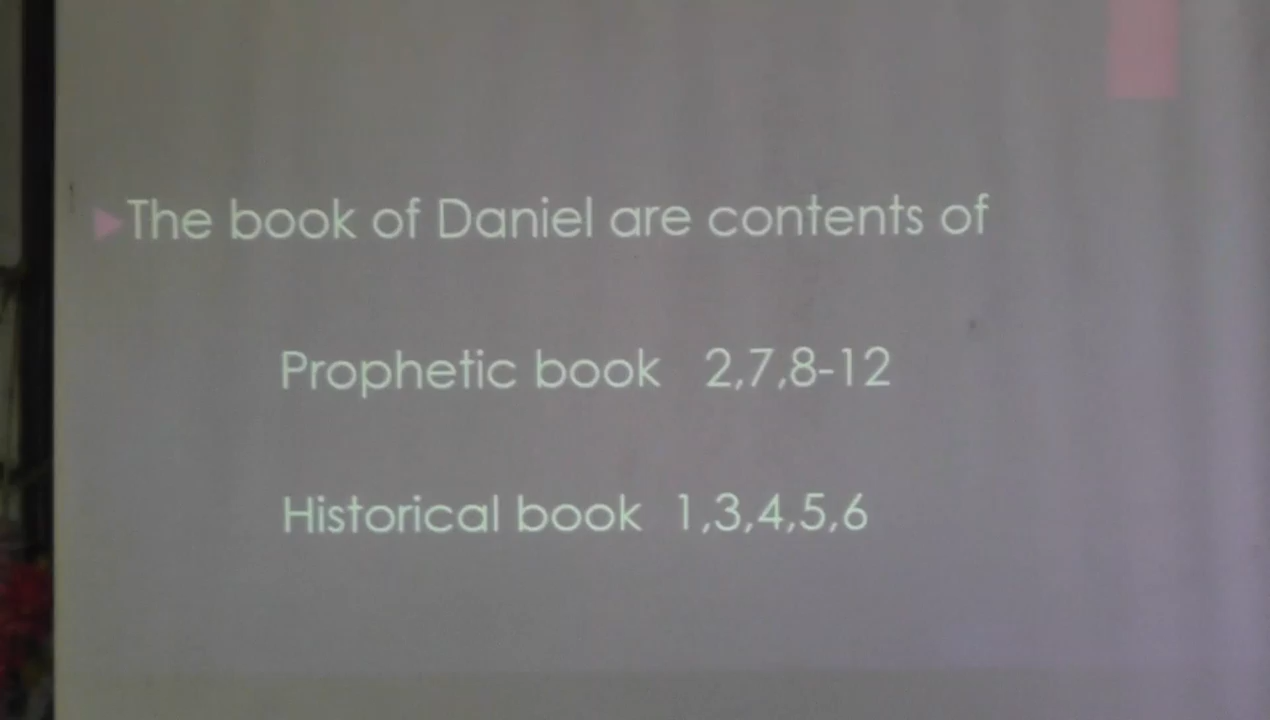 The book of Daniel are contents of
Prophetic book 2,7,8-12
Historical book 1,3,4,5,6